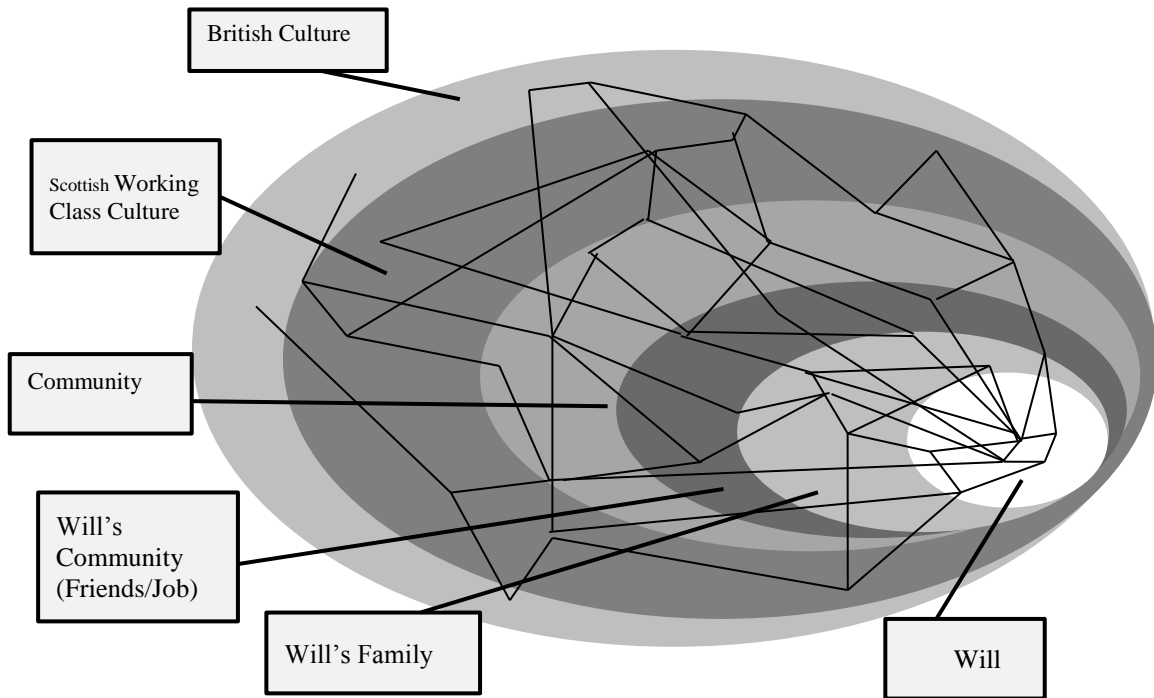 British Culture
Scottish Working
Class Culture
Community
Will’s
Community
(Friends/Job)
Will’s Family
Will